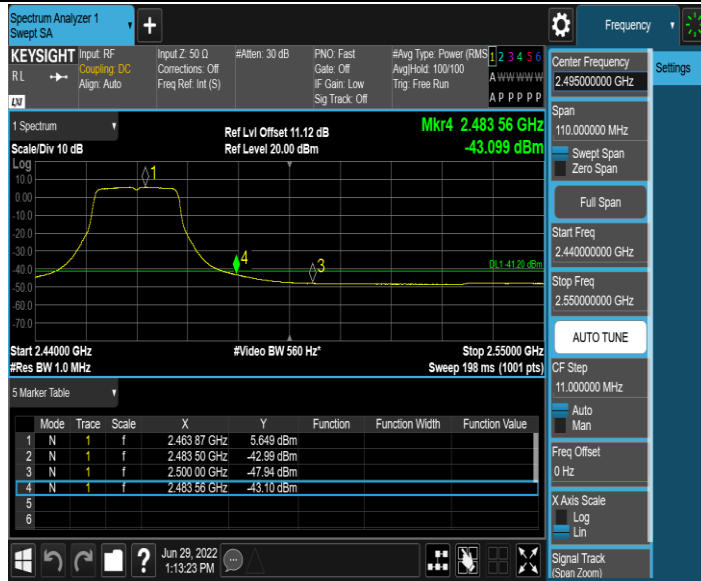 Spectrum Analyzer 1
Swept SA
+
Frequency
KEYSIGHT
RL
LXI
Input: RF
Coupling: DC
Align: Auto
Input Z: 50 Ω
Corrections: Off
Freq Ref: Int (S)
#Atten: 30 dB
PNO: Fast
Gate: Off
IF Gain: Low
Sig Track: Off
#Avg Type: Power (RMS
Avg|Hold: 100/100
Trig: Free Run
1 2 3 4 5 6
A W W W W W
A P P P P P
Center Frequency
2.495000000 GHz
Settings
Span
110.000000 MHz
Swept Span
Zero Span
Full Span
Start Freq
2.440000000 GHz
Stop Freq
2.550000000 GHz
AUTO TUNE
CF Step
11.000000 MHz
Auto
Man
Freq Offset
0 Hz
X Axis Scale
Log
Lin
Signal Track
(Span Zoom)
1 Spectrum
Scale/Div 10 dB
Ref Lvl Offset 11.12 dB
Ref Level 20.00 dBm
Mkr4 2.483 56 GHz
-43.099 dBm
Log
10.0
0.00
-10.0
-20.0
-30.0
-40.0
-50.0
-60.0
-70.0
1
4
3
DL1 -41.20 dBm
Start 2.44000 GHz
#Res BW 1.0 MHz
#Video BW 560 Hz*
Stop 2.55000 GHz
Sweep 198 ms (1001 pts)
5 Marker Table
Mode Trace Scale X Y Function Function Width Function Value
1 N 1 f 2.463 87 GHz 5.649 dBm
2 N 1 f 2.483 50 GHz -42.99 dBm
3 N 1 f 2.500 00 GHz -47.94 dBm
4 N 1 f 2.483 56 GHz -43.10 dBm
5
6
?
Jun 29, 2022
1:13:23 PM